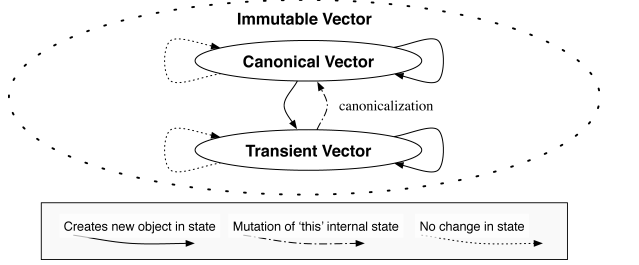 Immutable Vector
Canonical Vector
canonicalization
Transient Vector
Creates new object in state
Mutation of ‘this’ internal state
No change in state